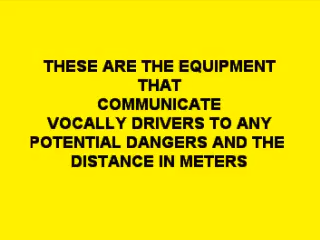 THESE ARE THE EQUIPMENT
THAT
COMMUNICATE
VOCALLY DRIVERS TO ANY
POTENTIAL DANGERS AND THE
DISTANCE IN METERS